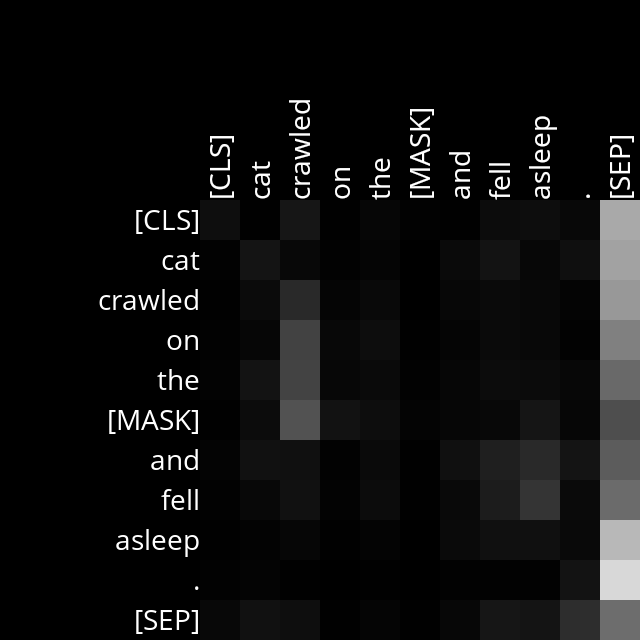 [CLS] cat crawled on the [MASK] and fell asleep . [SEP]
[CLS]
cat
crawled
on
the
[MASK]
and
fell
asleep
.
[SEP]